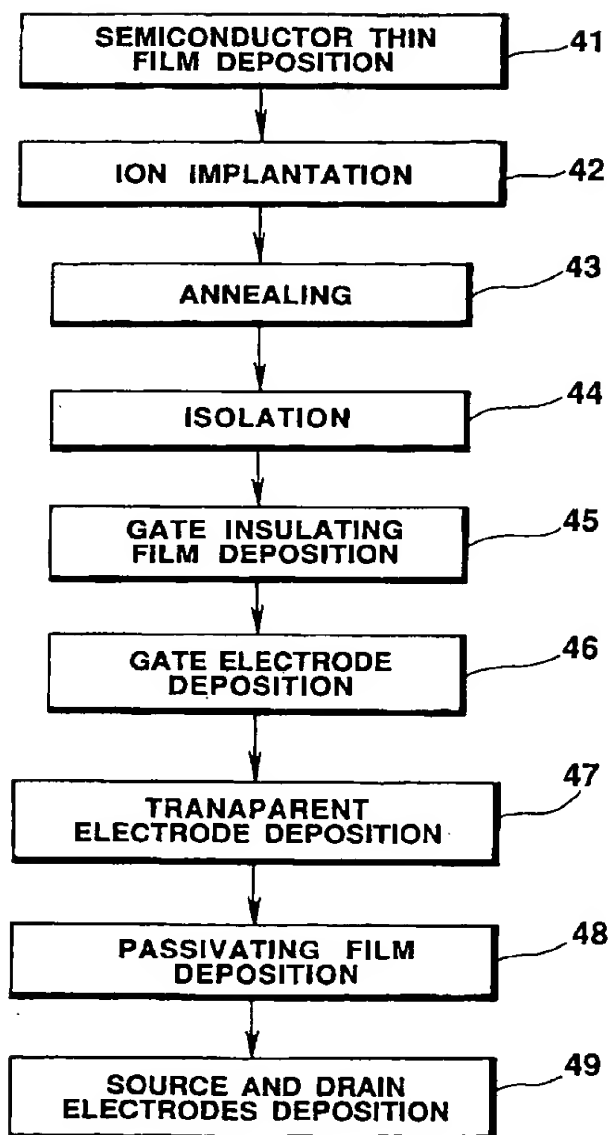 SEMICONDUCTOR THIN
FILM DEPOSITION
41
ION IMPLANTATION
42
ANNEALING
43
ISOLATION
44
GATE INSULATING
FILM DEPOSITION
45
GATE ELECTRODE
DEPOSITION
46
TRANAPARENT
ELECTRODE DEPOSITION
47
PASSIVATING FILM
DEPOSITION
48
SOURCE AND DRAIN
ELECTRODES DEPOSITION
49